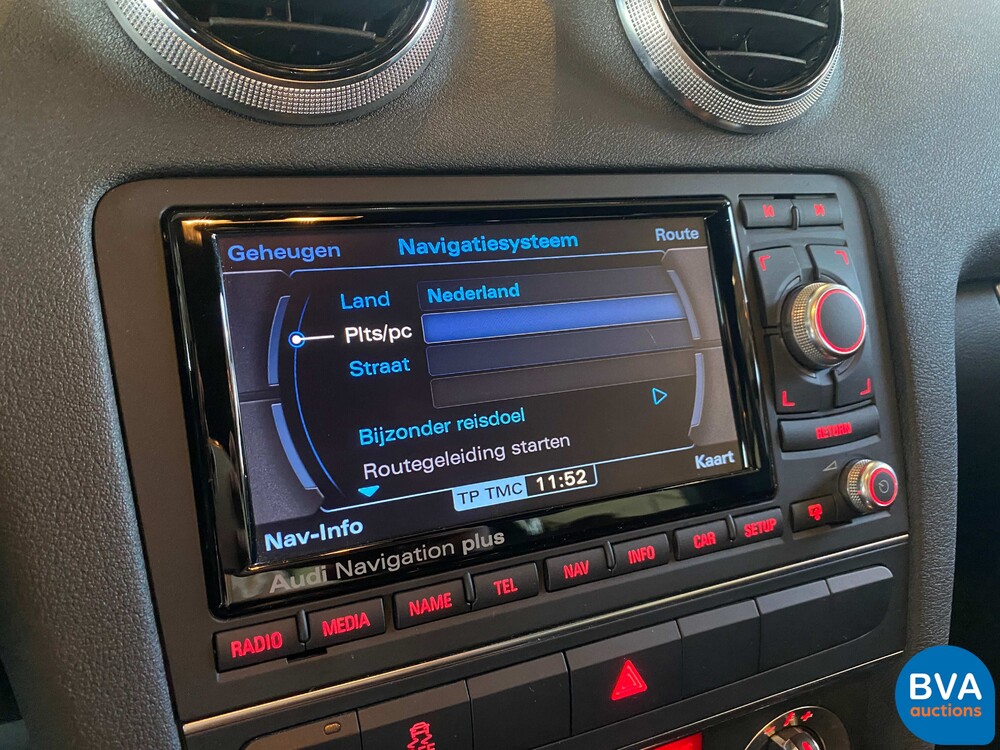 Geheugen Navigatiesysteem Route
Land Nederland
Plts/pc
Straat
Bijzonder reisdoel
Routegeleiding starten
Nav-Info TP TMC 11:52 Kaart
Audi Navigation plus
RETURN
RADIO MEDIA NAME TEL NAV INFO CAR SETUP
BVA
auctions